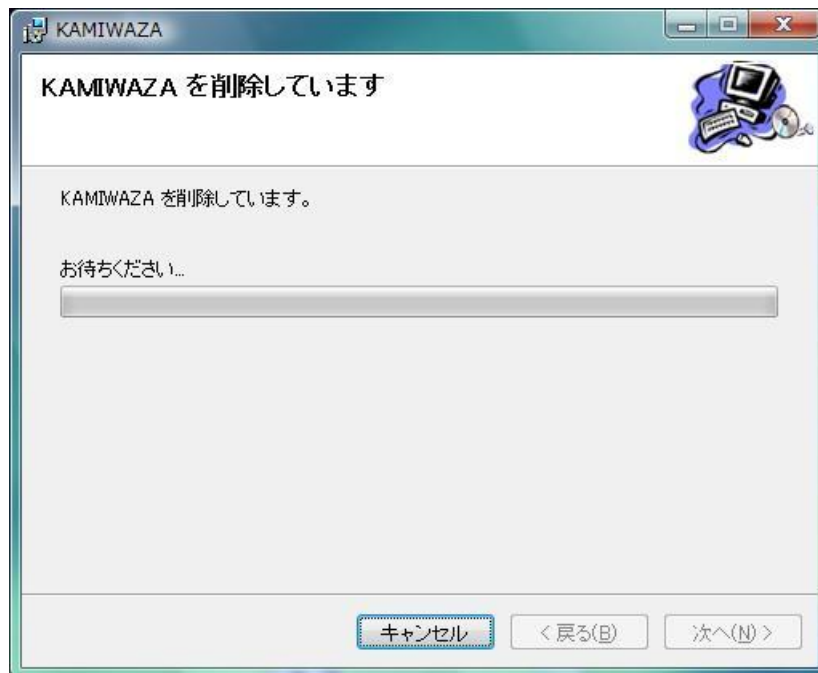 KAMIWAZA
KAMIWAZA を削除しています
KAMIWAZA を削除しています。
お待ちください...
キャンセル
< 戻る(B)
次へ(N) >